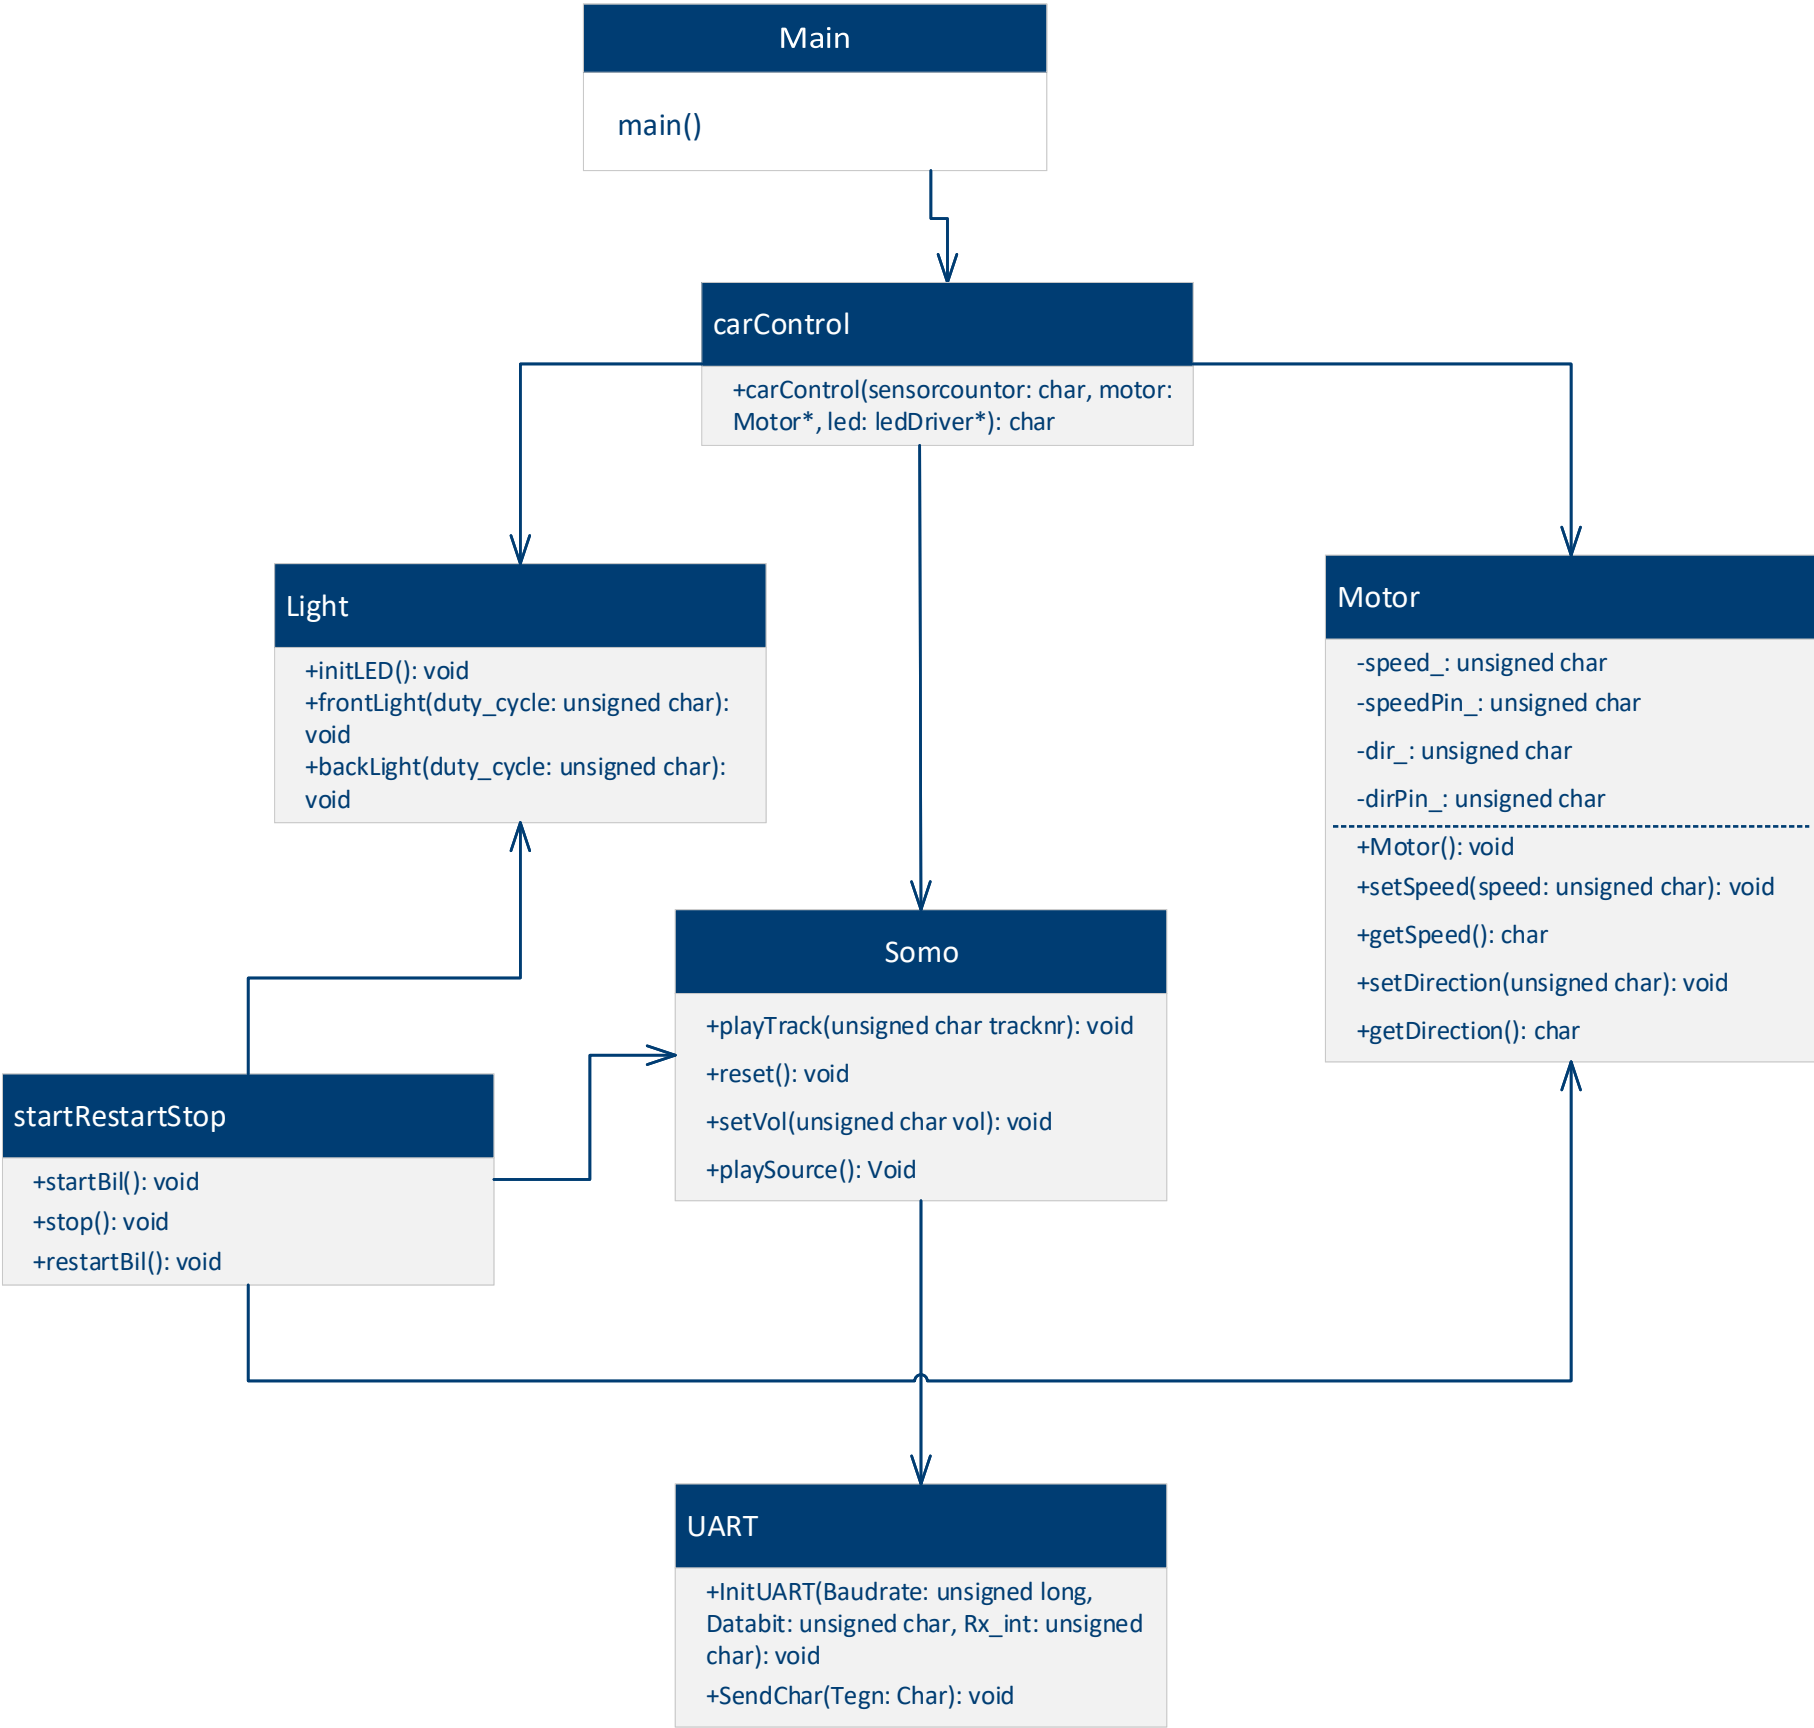 Main
main()
carControl
+carControl(sensorcountor: char, motor:
Motor*, led: ledDriver*): char
Light
+initLED(): void
+frontLight(duty_cycle: unsigned char):
void
+backLight(duty_cycle: unsigned char):
void
Motor
-speed_: unsigned char
-speedPin_: unsigned char
-dir_: unsigned char
-dirPin_: unsigned char
+Motor(): void
+setSpeed(speed: unsigned char): void
+getSpeed(): char
+setDirection(unsigned char): void
+getDirection(): char
Somo
+playTrack(unsigned char tracknr): void
+reset(): void
+setVol(unsigned char vol): void
+playSource(): Void
startRestartStop
+startBil(): void
+stop(): void
+restartBil(): void
UART
+InitUART(Baudrate: unsigned long,
Databit: unsigned char, Rx_int: unsigned
char): void
+SendChar(Tegn: Char): void